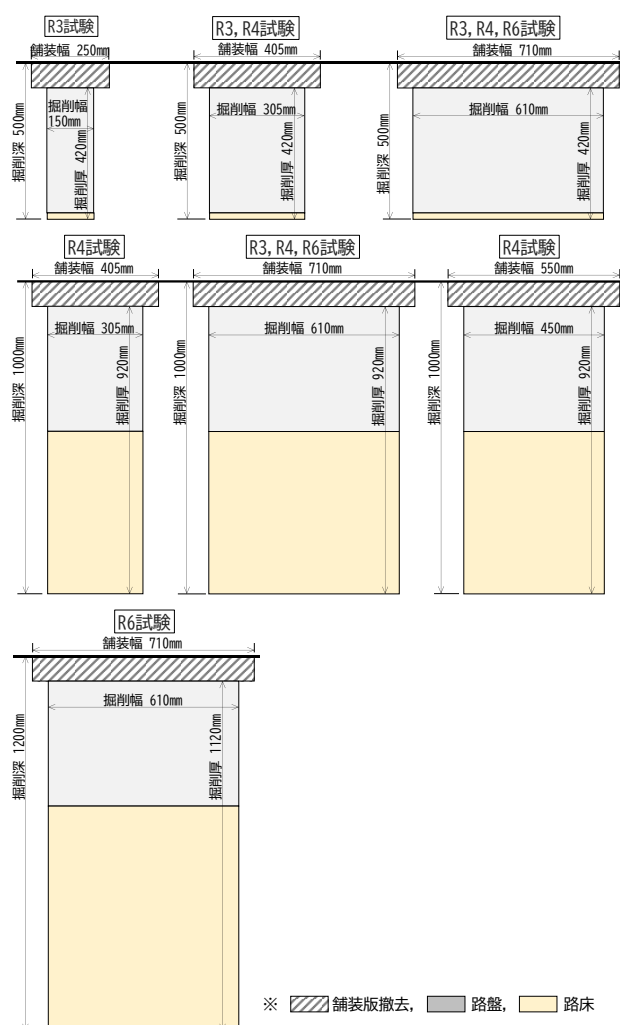 R3試験
舗装幅 250mm
掘削幅
150mm
掘削深 500mm
掘削厚 420mm
R3, R4試験
舗装幅 405mm
掘削幅 305mm
掘削深 500mm
掘削厚 420mm
R3, R4, R6試験
舗装幅 710mm
掘削幅 610mm
掘削深 500mm
掘削厚 420mm
R4試験
舗装幅 405mm
掘削幅 305mm
掘削深 1000mm
掘削厚 920mm
R3, R4, R6試験
舗装幅 710mm
掘削幅 610mm
掘削深 1000mm
掘削厚 920mm
R4試験
舗装幅 550mm
掘削幅 450mm
掘削深 1000mm
掘削厚 920mm
R6試験
舗装幅 710mm
掘削幅 610mm
掘削深 1200mm
掘削厚 1120mm
※ 舗装版撤去, 路盤, 路床